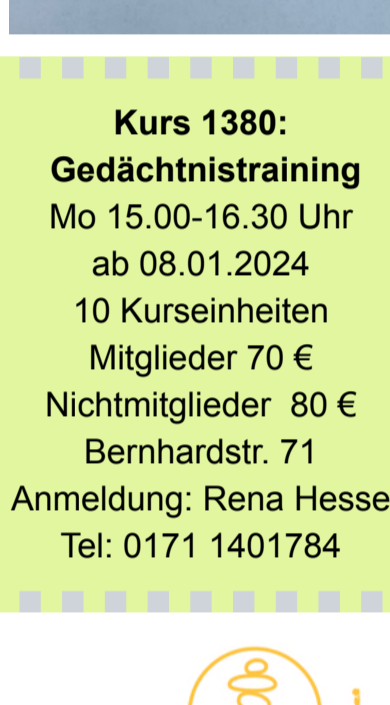 Kurs 1380:
Gedächtnistraining
Mo 15.00-16.30 Uhr
ab 08.01.2024
10 Kurseinheiten
Mitglieder 70 €
Nichtmitglieder  80 €
Bernhardstr. 71
Anmeldung: Rena Hesse
Tel: 0171 1401784